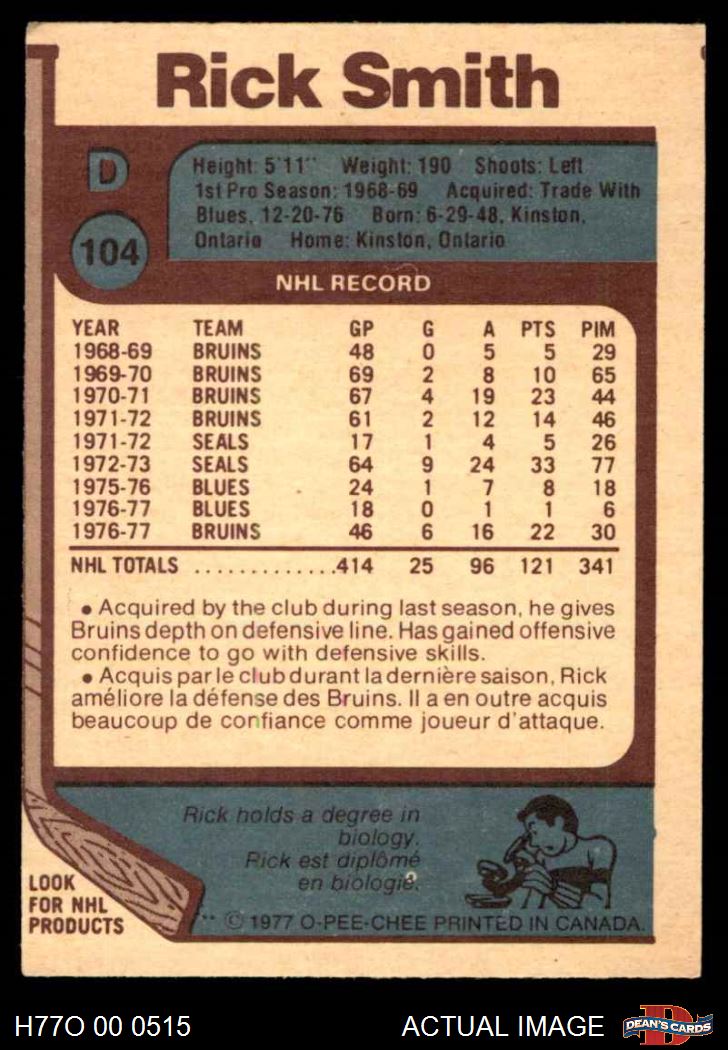 Rick Smith
D
104
Height: 5'11" Weight: 190 Shoots: Left
1st Pro Season: 1968-69 Acquired: Trade With
Blues, 12-20-76 Born: 6-29-48, Kinston,
Ontario Home: Kinston, Ontario
NHL RECORD
YEAR TEAM GP G A PTS PIM
1968-69 BRUINS 48 0 5 5 29
1969-70 BRUINS 69 2 8 10 65
1970-71 BRUINS 67 4 19 23 44
1971-72 BRUINS 61 2 12 14 46
1971-72 SEALS 17 1 4 5 26
1972-73 SEALS 64 9 24 33 77
1975-76 BLUES 24 1 7 8 18
1976-77 BLUES 18 0 1 1 6
1976-77 BRUINS 46 6 16 22 30
NHL TOTALS .............414 25 96 121 341
• Acquired by the club during last season, he gives
Bruins depth on defensive line. Has gained offensive
confidence to go with defensive skills.
• Acquis par le club durant la dernière saison, Rick
améliore la défense des Bruins. Il a en outre acquis
beaucoup de confiance comme joueur d'attaque.
Rick holds a degree in
biology.
Rick est diplômé
en biologie.
LOOK
FOR NHL
PRODUCTS
** © 1977 O-PEE-CHEE PRINTED IN CANADA.
H77O 00 0515 ACTUAL IMAGE D DEAN'S CARDS